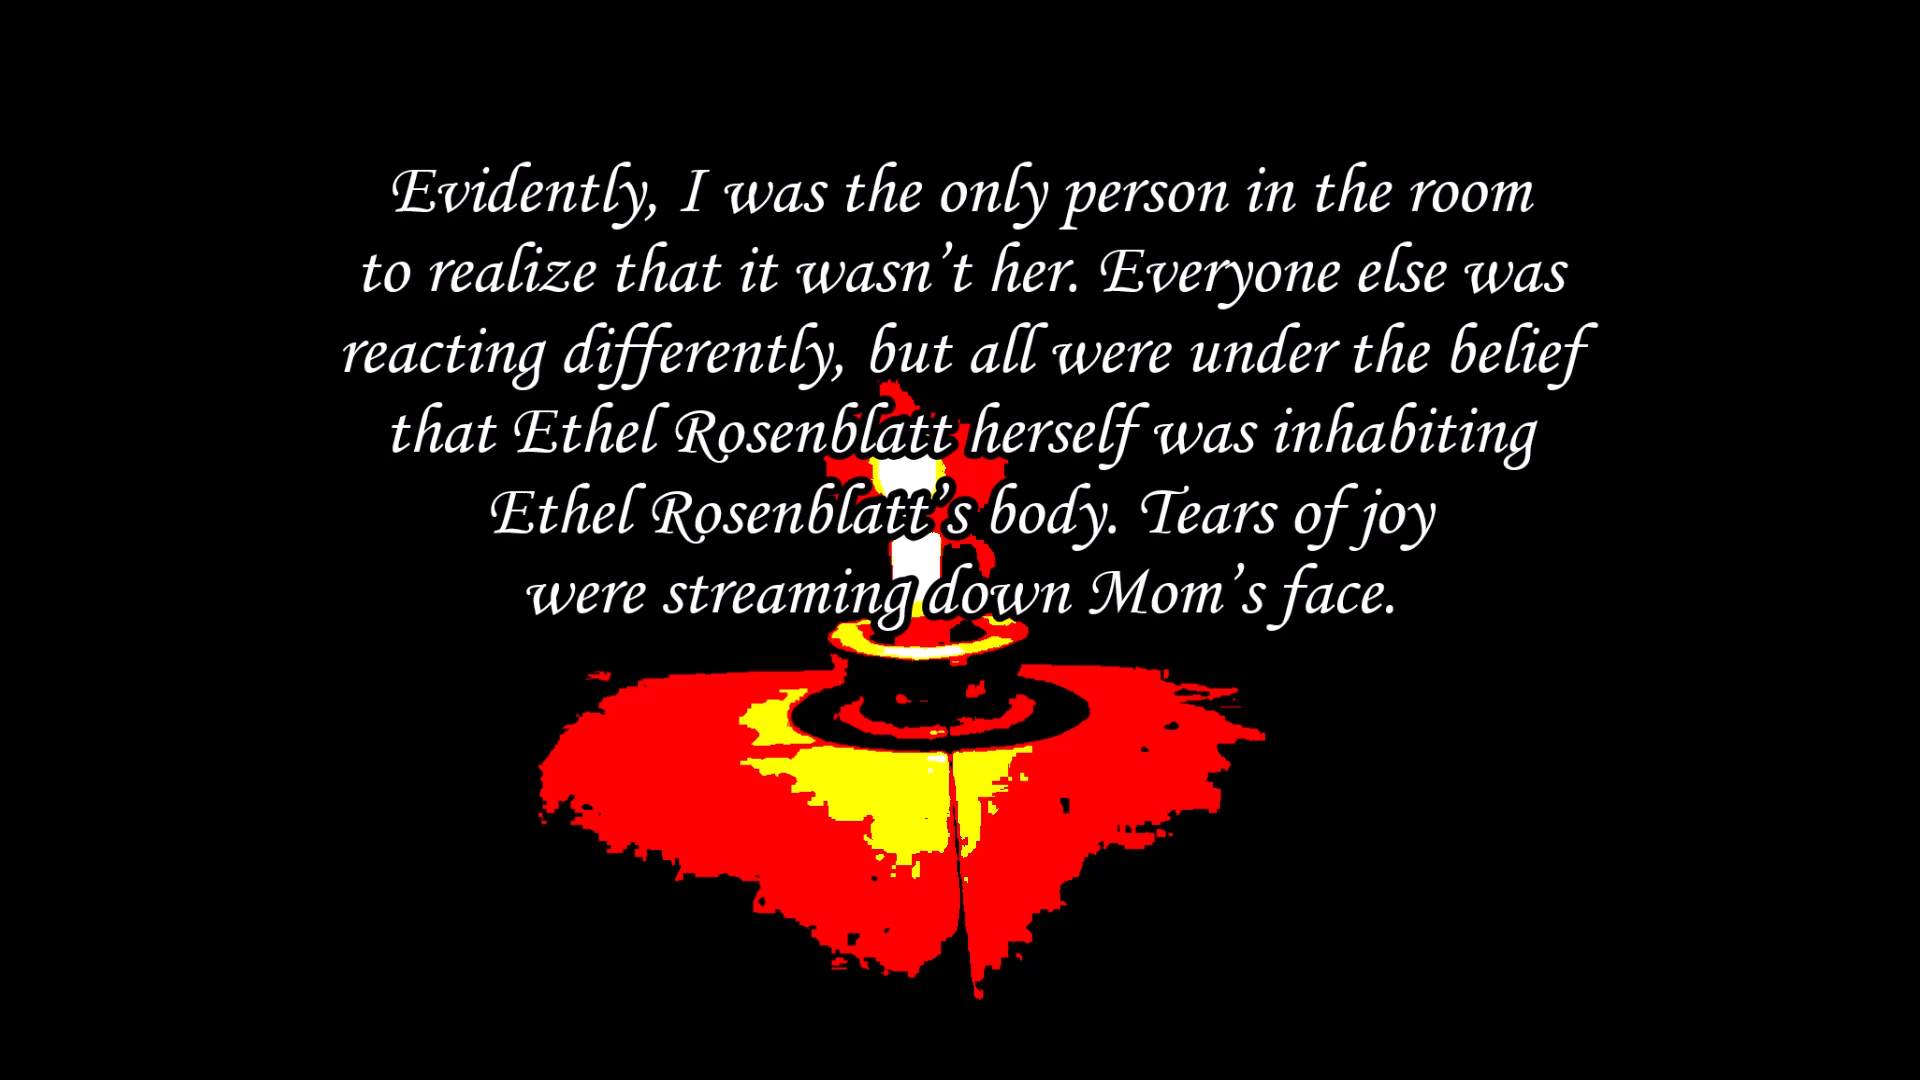 Evidently, I was the only person in the room
to realize that it wasn’t her. Everyone else was
reacting differently, but all were under the belief
that Ethel Rosenblatt herself was inhabiting
Ethel Rosenblatt’s body. Tears of joy
were streaming down Mom’s face.